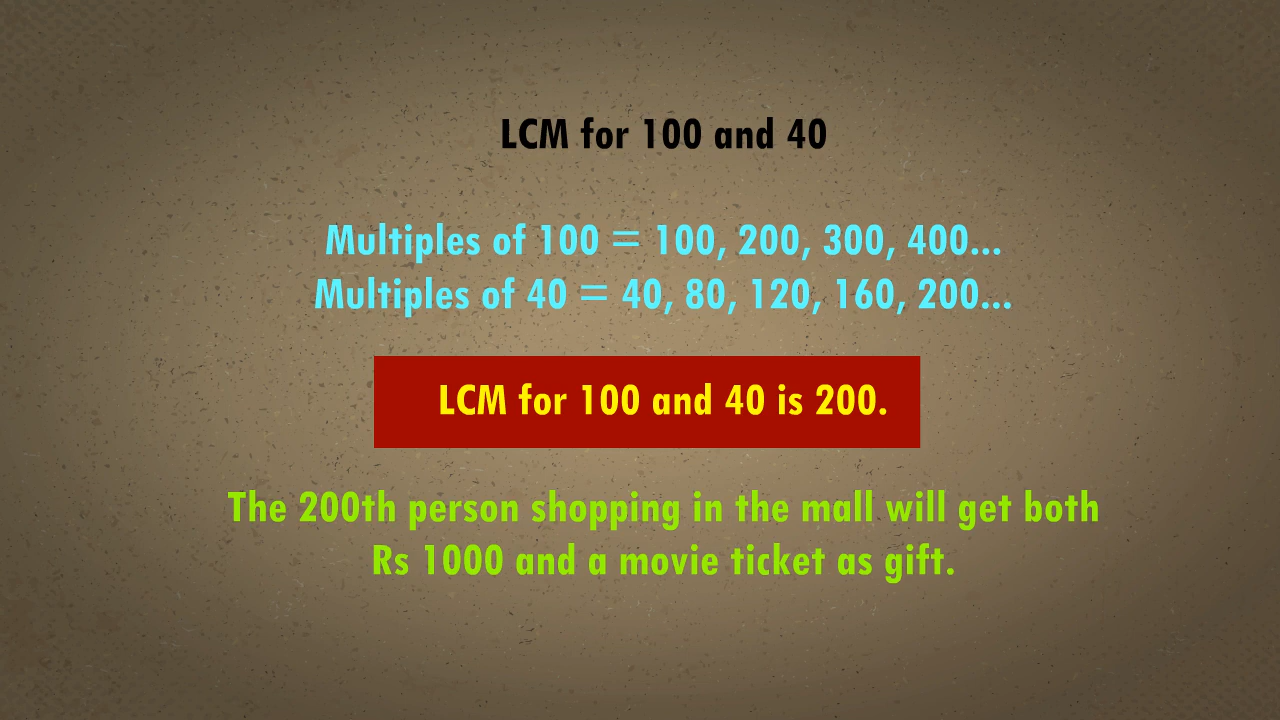 LCM for 100 and 40
Multiples of 100 = 100, 200, 300, 400...
Multiples of 40 = 40, 80, 120, 160, 200...
LCM for 100 and 40 is 200.
The 200th person shopping in the mall will get both
Rs 1000 and a movie ticket as gift.